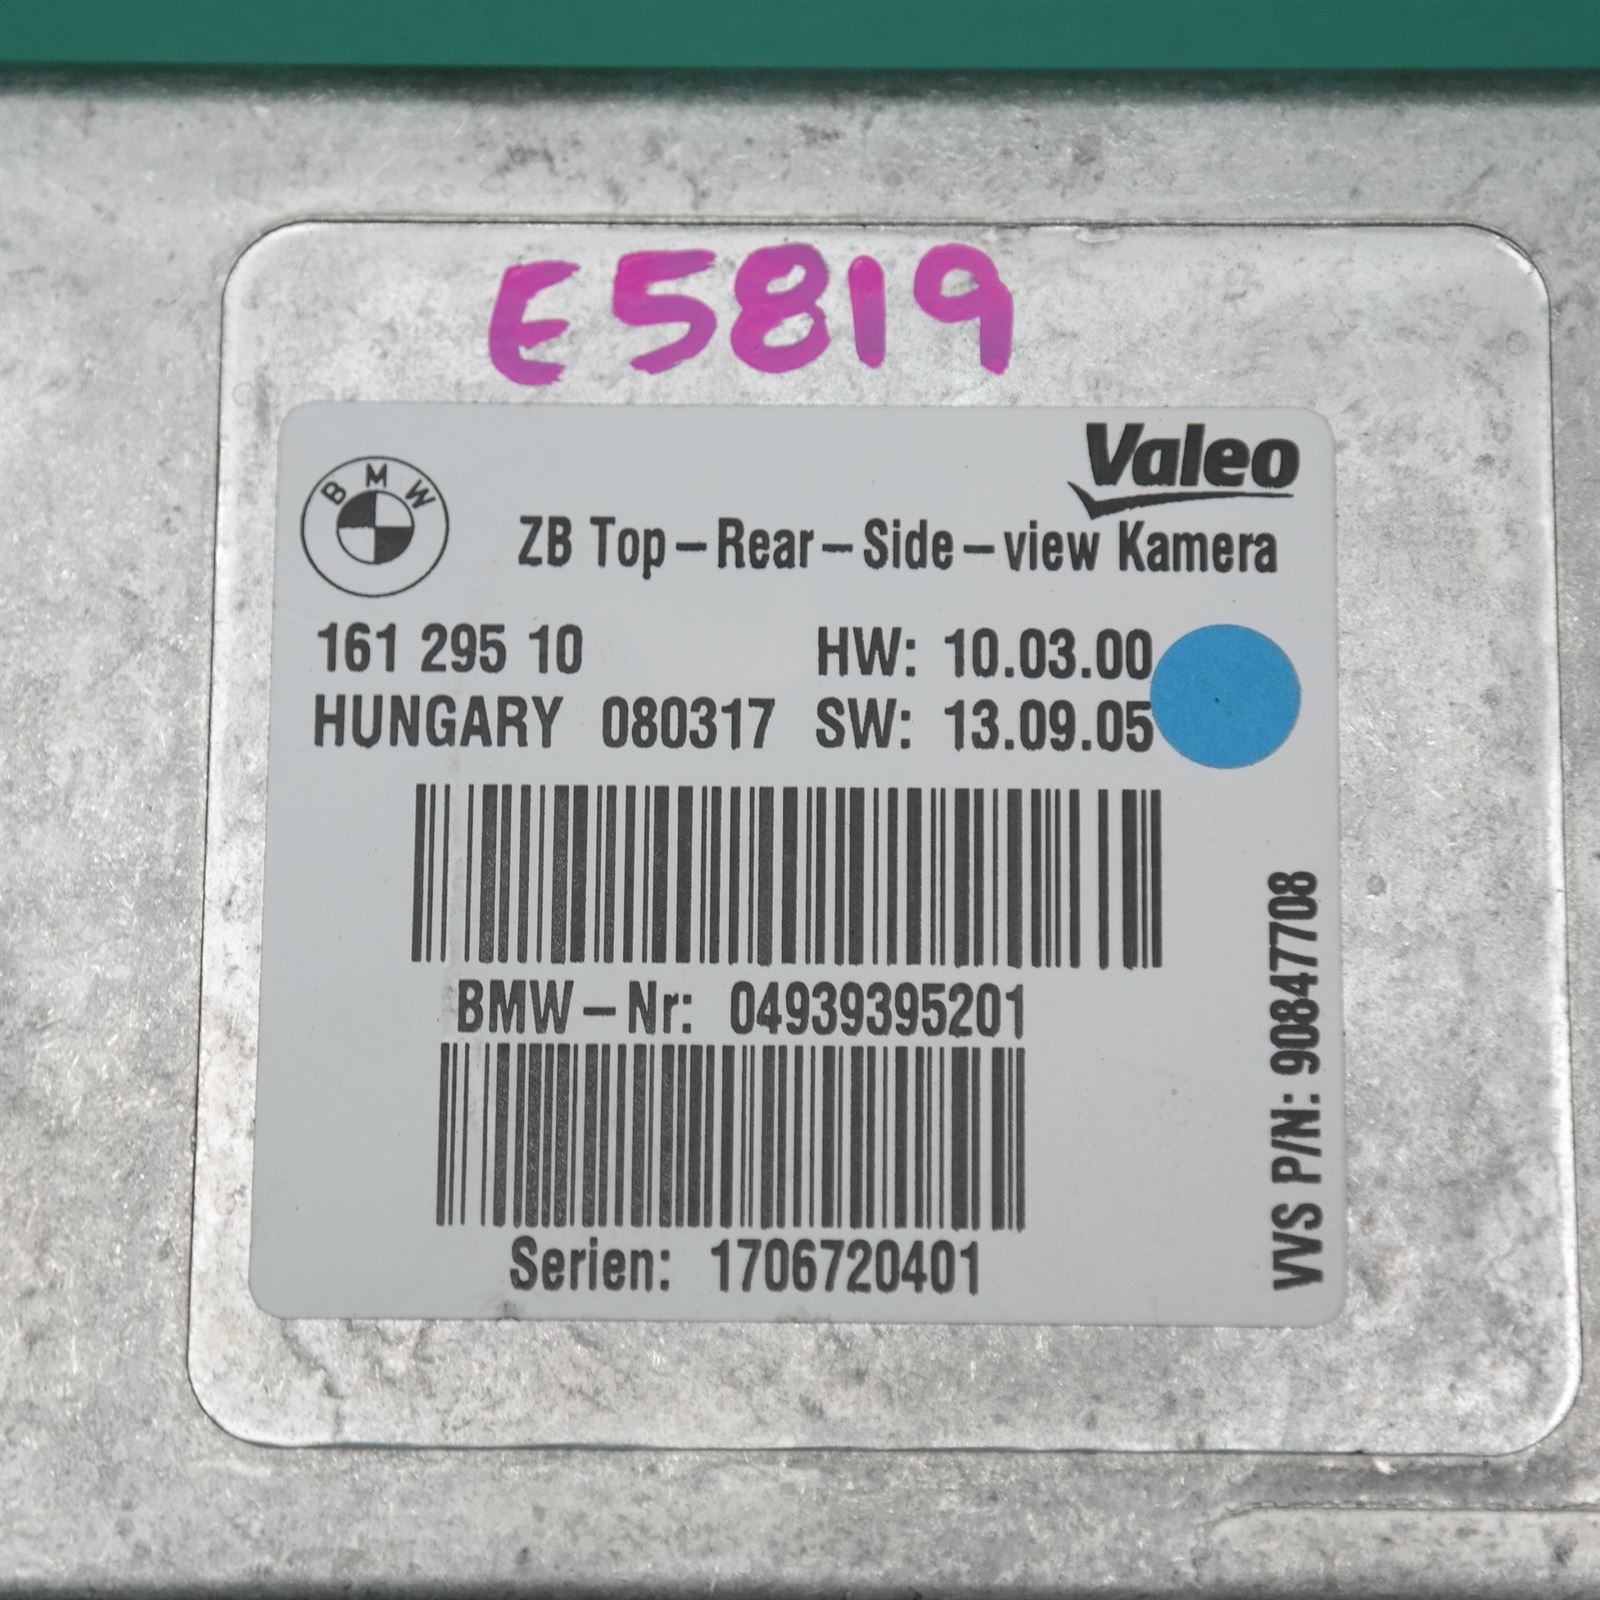 E5819
BMW
Valeo
ZB Top-Rear-Side-view Kamera
161 295 10 HW: 10.03.00
HUNGARY 080317 SW: 13.09.05
BMW-Nr: 04939395201
Serien: 1706720401
VVS P/N: 90847708